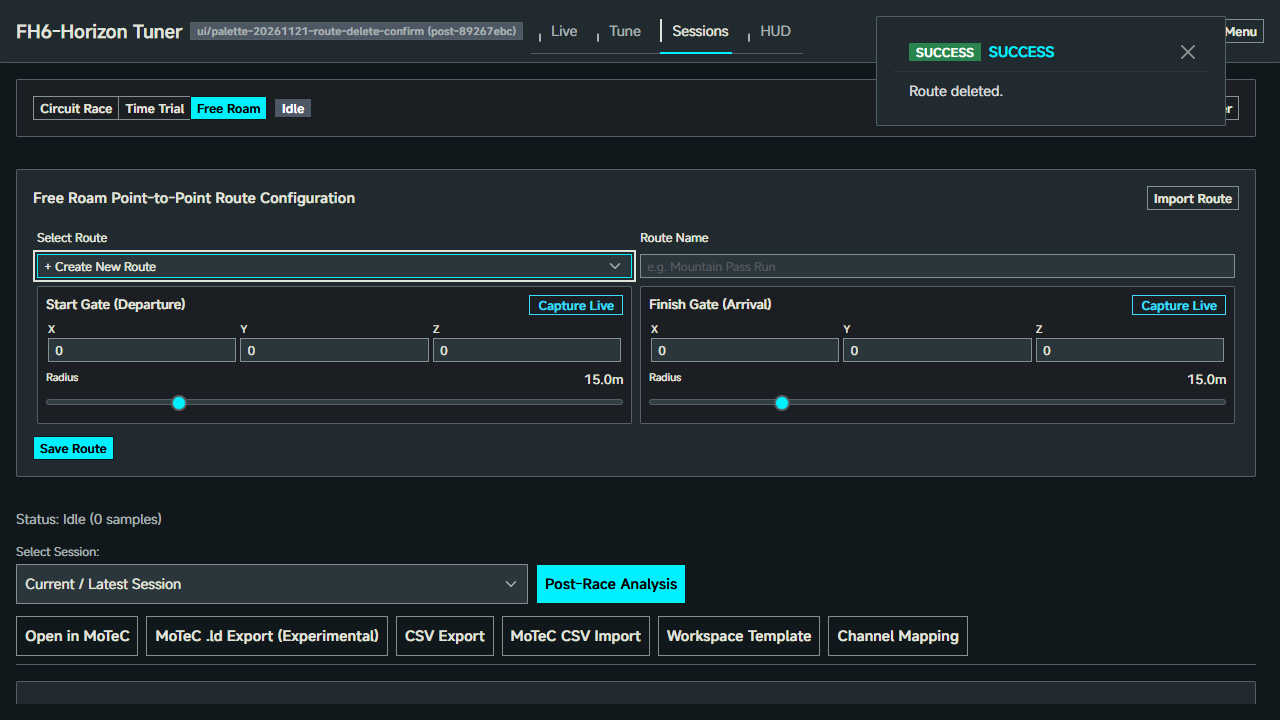 FH6-Horizon Tuner ui/palette-20261121-route-delete-confirm (post-89267ebc) Live Tune Sessions HUD Menu
SUCCESS SUCCESS
Route deleted.
Circuit Race Time Trial Free Roam Idle
Free Roam Point-to-Point Route Configuration Import Route
Select Route Route Name
+ Create New Route e.g. Mountain Pass Run
Start Gate (Departure) Capture Live Finish Gate (Arrival) Capture Live
X Y Z X Y Z
0 0 0 0 0 0
Radius 15.0m Radius 15.0m
Save Route
Status: Idle (0 samples)
Select Session:
Current / Latest Session Post-Race Analysis
Open in MoTeC MoTeC .ld Export (Experimental) CSV Export MoTeC CSV Import Workspace Template Channel Mapping